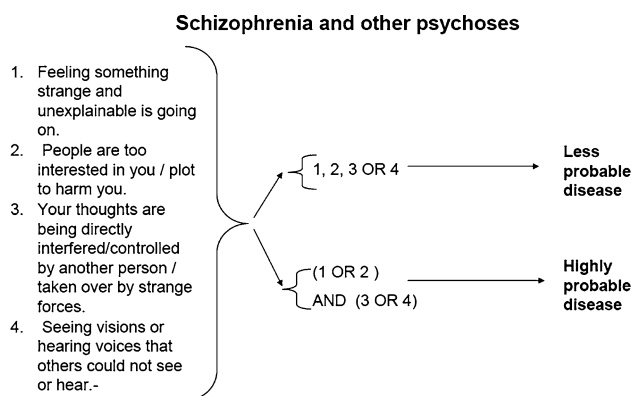 Schizophrenia and other psychoses
1. Feeling something
strange and
unexplainable is going
on.
2. People are too
interested in you / plot
to harm you.
3. Your thoughts are
being directly
interfered/controlled
by another person /
taken over by strange
forces.
4. Seeing visions or
hearing voices that
others could not see
or hear.-
1, 2, 3 OR 4
Less
probable
disease
(1 OR 2 )
AND (3 OR 4)
Highly
probable
disease